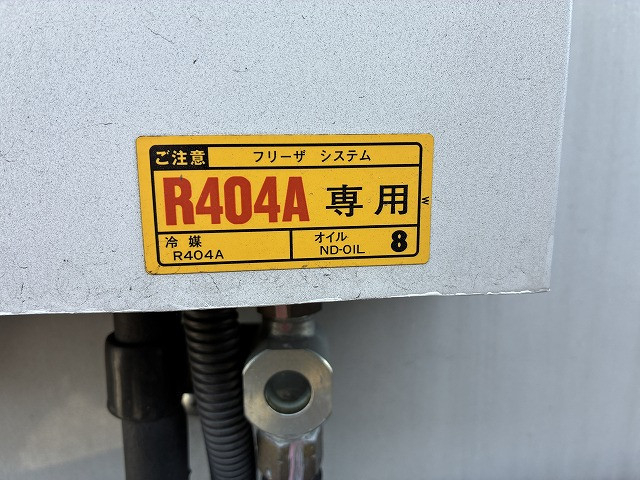 ご注意 フリーザ システム
R404A 専用
W
冷媒 オイル
R404A ND-OIL 8